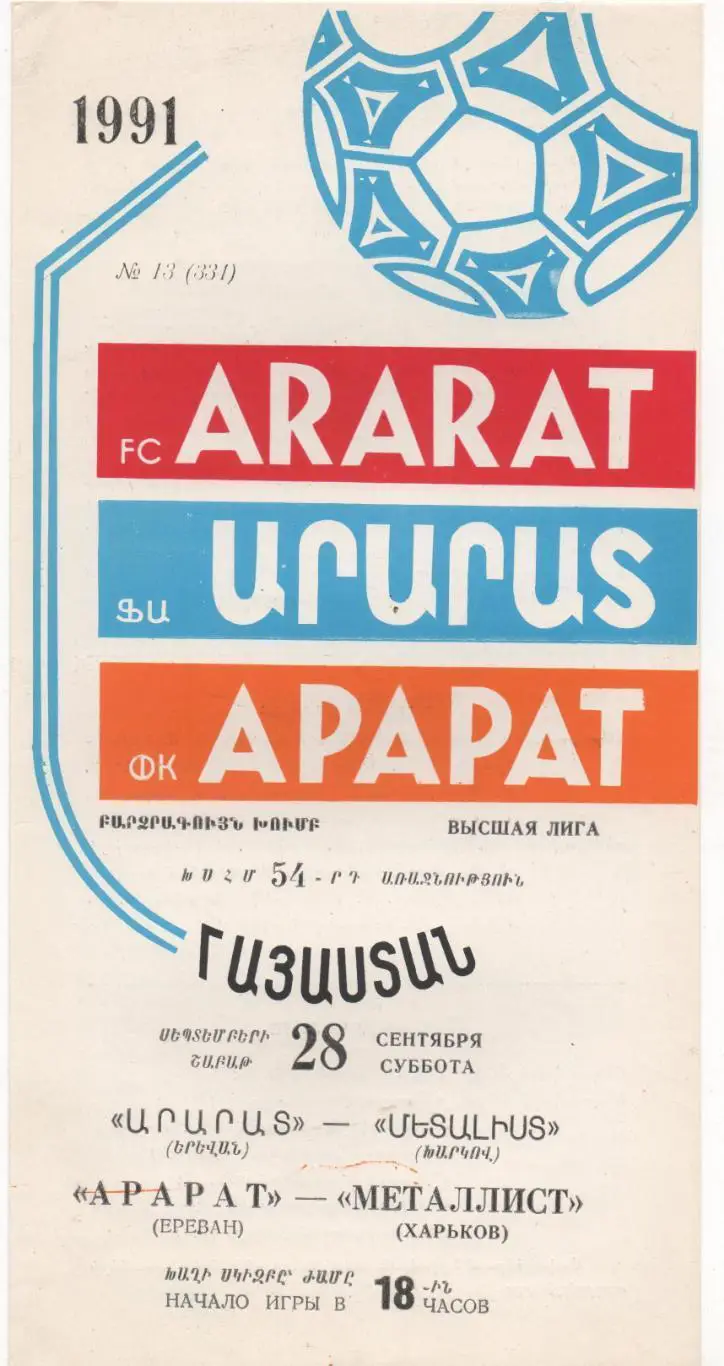 1991
№ 13 (331)
FC ARARAT
ՖԱ ԱՐԱՐԱՏ
ФК АРАРАТ
ԲԱՐՁՐԱԳՈՒՅՆ ԽՈՒՄԲ ВЫСШАЯ ЛИГА
ԽՍՀՄ 54-ՐԴ ԱՌԱՋՆՈՒԹՅՈՒՆ
ՀԱՅԱՍՏԱՆ
ՍԵՊՏԵՄԲԵՐԻ 28 СЕНТЯБРЯ
ՇԱԲԱԹ СУББОТА
«ԱՐԱՐԱՏ» — «ՄԵՏԱԼԻՍՏ»
(ԵՐԵՎԱՆ) (ԽԱՐԿՈՎ)
«АРАРАТ» — «МЕТАЛЛИСТ»
(ЕРЕВАН) (ХАРЬКОВ)
ԽԱՂԻ ՍԿԻԶԲԸ՝ ԺԱՄԸ 18-ԻՆ
НАЧАЛО ИГРЫ В ЧАСОВ